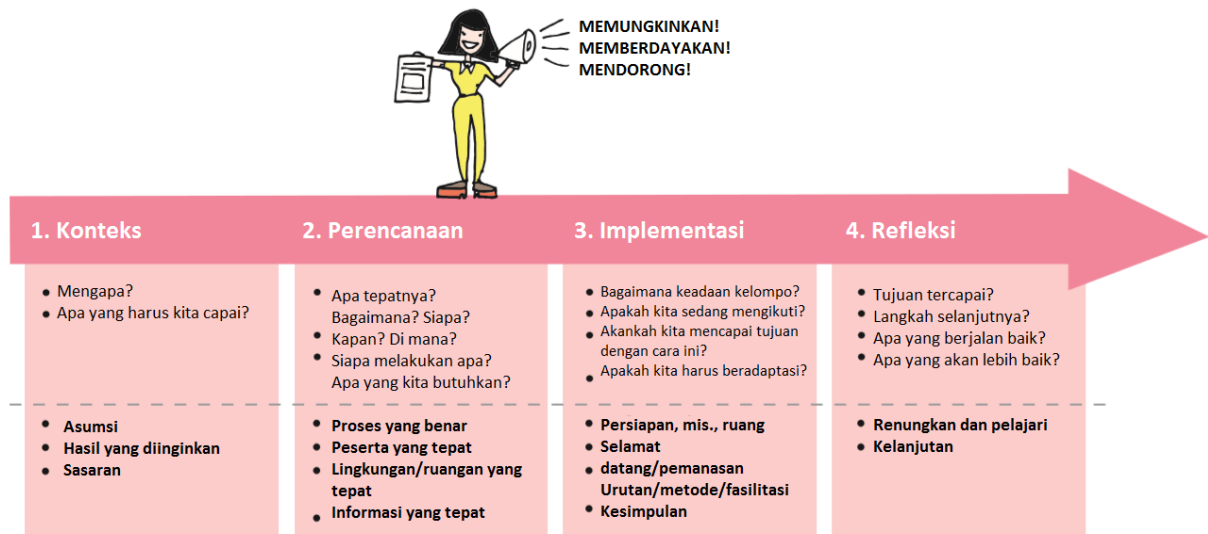 MEMUNGKINKAN!
MEMBERDAYAKAN!
MENDORONG!
1. Konteks
• Mengapa?
• Apa yang harus kita capai?
• Asumsi
• Hasil yang diinginkan
• Sasaran
2. Perencanaan
• Apa tepatnya?
Bagaimana? Siapa?
• Kapan? Di mana?
• Siapa melakukan apa?
Apa yang kita butuhkan?
• Proses yang benar
• Peserta yang tepat
• Lingkungan/ruangan yang
tepat
• Informasi yang tepat
3. Implementasi
• Bagaimana keadaan kelompo?
• Apakah kita sedang mengikuti?
• Akankah kita mencapai tujuan
dengan cara ini?
• Apakah kita harus beradaptasi?
• Persiapan, mis., ruang
• Selamat
• datang/pemanasan
Urutan/metode/fasilitasi
• Kesimpulan
4. Refleksi
• Tujuan tercapai?
• Langkah selanjutnya?
• Apa yang berjalan baik?
• Apa yang akan lebih baik?
• Renungkan dan pelajari
• Kelanjutan